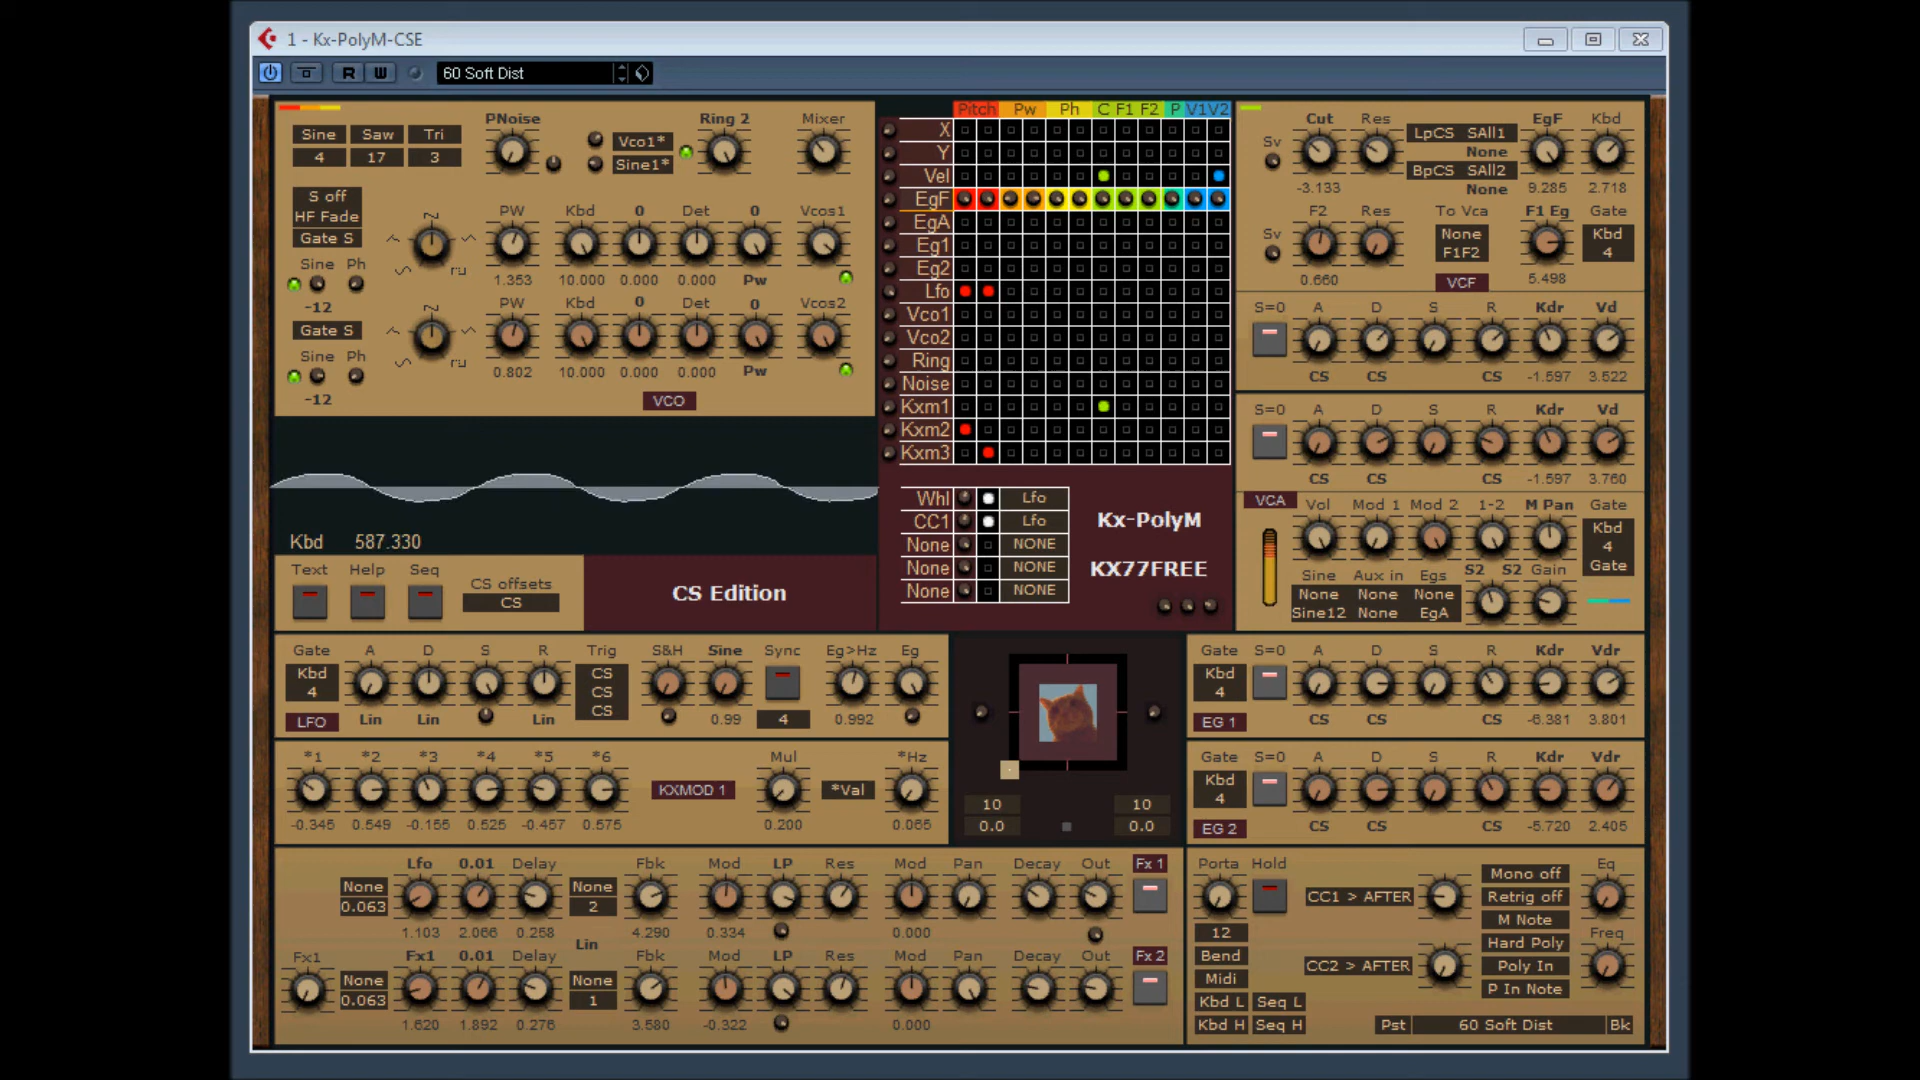 1 - Kx-PolyM-CSE
R W 60 Soft Dist
Sine Saw Tri
4 17 3
PNoise Vco1* Sine1* Ring 2 Mixer
S off
HF Fade
Gate S
Sine Ph
-12
PW Kbd 0 Det 0 Vcos1
1.353 10.000 0.000 0.000 Pw
Gate S
Sine Ph
-12
PW Kbd 0 Det 0 Vcos2
0.802 10.000 0.000 0.000 Pw
VCO
Kbd 587.330
Text Help Seq CS offsets
CS
CS Edition
Pitch Pw Ph C F1 F2 P V1 V2
X
Y
Vel
EgF
EgA
Eg1
Eg2
Lfo
Vco1
Vco2
Ring
Noise
Kxm1
Kxm2
Kxm3
Whl Lfo
CC1 Lfo
None NONE
None NONE
None NONE
Kx-PolyM
KX77FREE
Sv Cut Res LpCS SAll1 EgF Kbd
None
BpCS SAll2
None
-3.133 9.285 2.718
Sv F2 Res To Vca F1 Eg Gate
None Kbd
F1F2 4
0.660 VCF 5.498
S=0 A D S R Kdr Vd
CS CS CS -1.597 3.522
S=0 A D S R Kdr Vd
CS CS CS -1.597 3.760
VCA Vol Mod 1 Mod 2 1-2 M Pan Gate
Kbd
4
Gate
Sine Aux in Egs S2 S2 Gain
None None None
Sine12 None EgA
Gate A D S R Trig S&H Sine Sync Eg>Hz Eg
Kbd CS
4 CS
CS
LFO Lin Lin Lin 0.99 4 0.992
*1 *2 *3 *4 *5 *6 KXMOD 1 Mul *Val *Hz
-0.345 0.549 -0.155 0.525 -0.457 0.575 0.200 0.065
10 10
0.0 0.0
Gate S=0 A D S R Kdr Vdr
Kbd
4
EG 1 CS CS CS -6.381 3.801
Gate S=0 A D S R Kdr Vdr
Kbd
4
EG 2 CS CS CS -5.720 2.405
Lfo 0.01 Delay Fbk Mod LP Res Mod Pan Decay Out Fx 1
None None
0.063 2
1.103 2.066 0.258 4.290 0.334 0.000
Lin
Fx1 Fx1 0.01 Delay Fbk Mod LP Res Mod Pan Decay Out Fx 2
None None
0.063 1
1.620 1.892 0.276 3.580 -0.322 0.000
Porta Hold
12
Bend
Midi
Kbd L Seq L
Kbd H Seq H
CC1 > AFTER
CC2 > AFTER
Mono off
Retrig off
M Note
Hard Poly
Poly In
P In Note
Eq
Freq
Pst 60 Soft Dist Bk